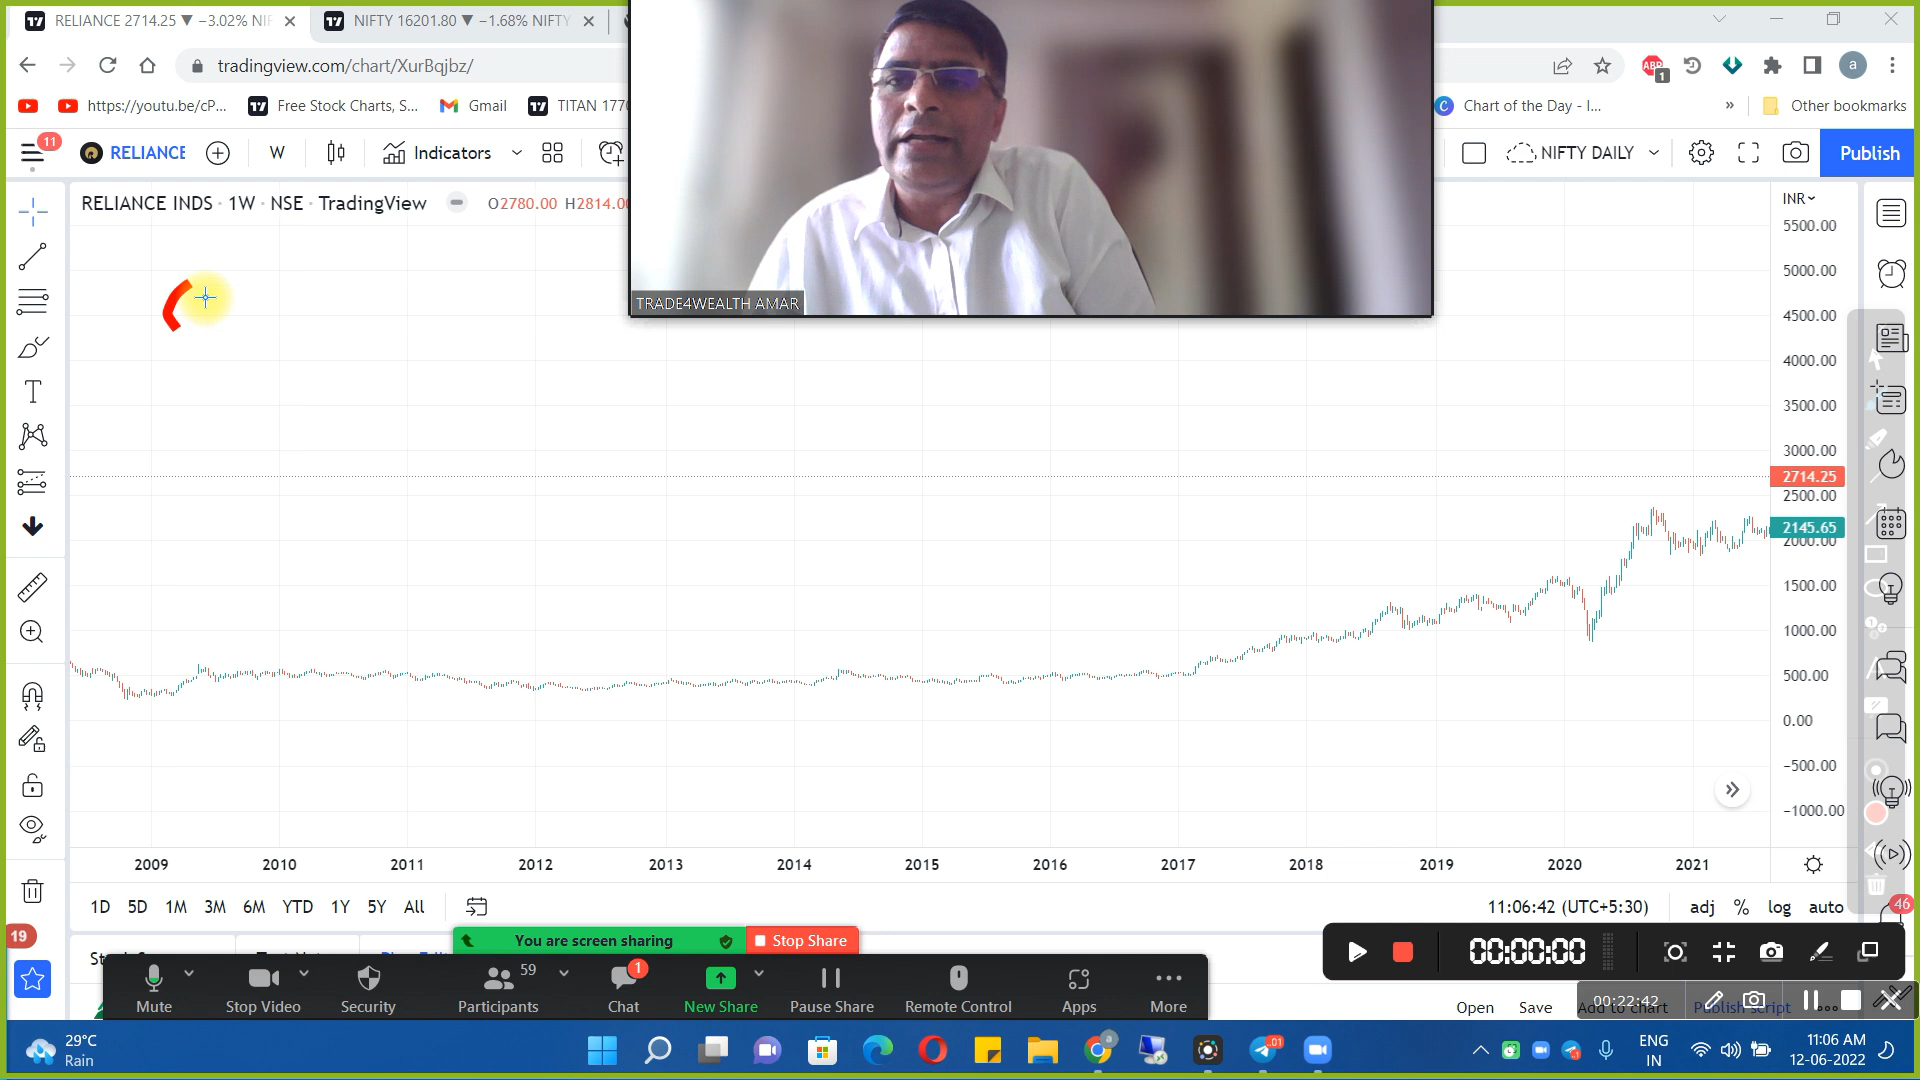 RELIANCE 2714.25 ▼ −3.02% NIF
NIFTY 16201.80 ▼ −1.68% NIFTY
tradingview.com/chart/XurBqjbz/
ABP
1
a
https://youtu.be/cP...
Free Stock Charts, S...
Gmail
TITAN 1770
Chart of the Day - I...
»
Other bookmarks
11
RELIANCE
W
Indicators
NIFTY DAILY
Publish
RELIANCE INDS · 1W · NSE · TradingView
O2780.00 H2814.00
INR
TRADE4WEALTH AMAR
5500.00
5000.00
4500.00
4000.00
3500.00
3000.00
2714.25
2500.00
2145.65
2000.00
1500.00
1000.00
500.00
0.00
−500.00
−1000.00
2009 2010 2011 2012 2013 2014 2015 2016 2017 2018 2019 2020 2021
1D 5D 1M 3M 6M YTD 1Y 5Y All
11:06:42 (UTC+5:30)
adj % log auto
46
19
You are screen sharing
Stop Share
00:00:00
59
1
Mute
Stop Video
Security
Participants
Chat
New Share
Pause Share
Remote Control
Apps
More
Open
Save
Add to chart
Publish script
00:22:42
29°C
Rain
ENG
IN
11:06 AM
12-06-2022